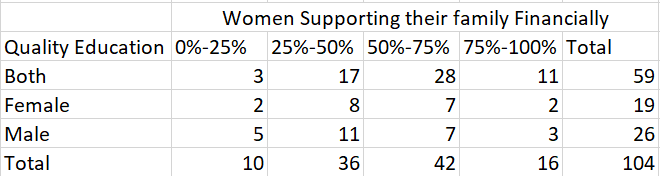 Women Supporting their family Financially
Quality Education 0%-25% 25%-50% 50%-75% 75%-100% Total
Both 3 17 28 11 59
Female 2 8 7 2 19
Male 5 11 7 3 26
Total 10 36 42 16 104